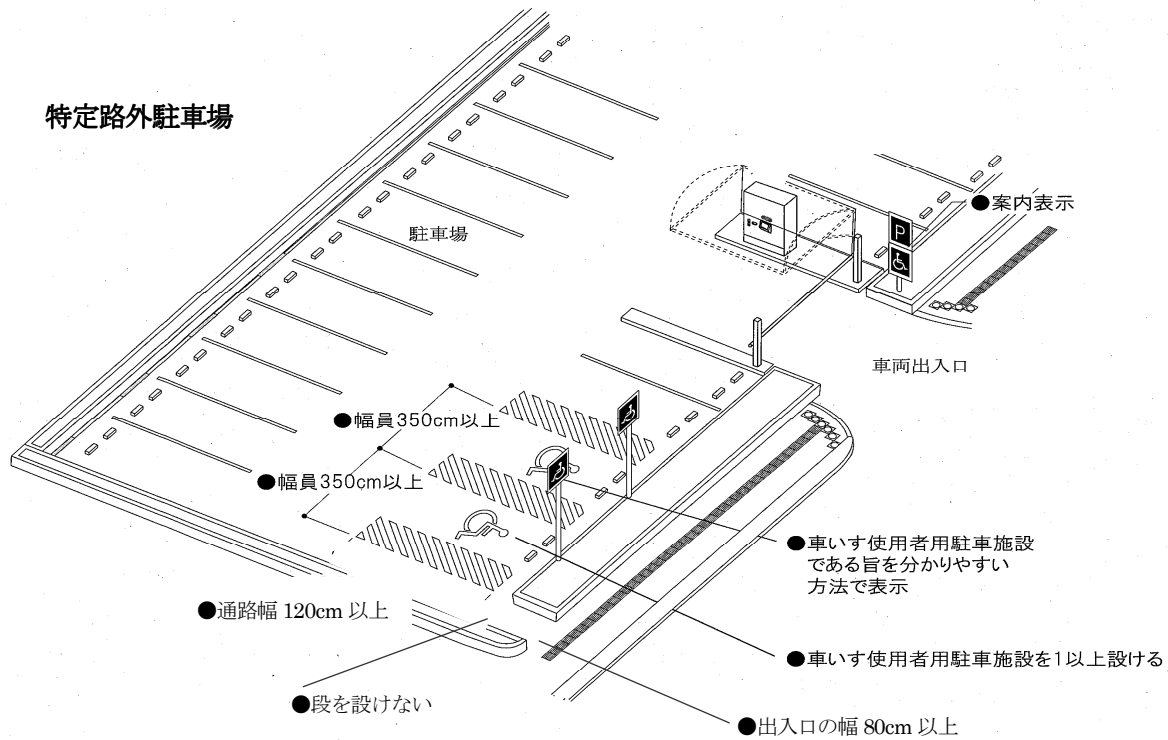 特定路外駐車場
●案内表示
P
駐車場
車両出入口
●幅員350cm以上
●幅員350cm以上
●車いす使用者用駐車施設
である旨を分かりやすい
方法で表示
●通路幅 120cm 以上
●車いす使用者用駐車施設を1以上設ける
●段を設けない
●出入口の幅 80cm 以上